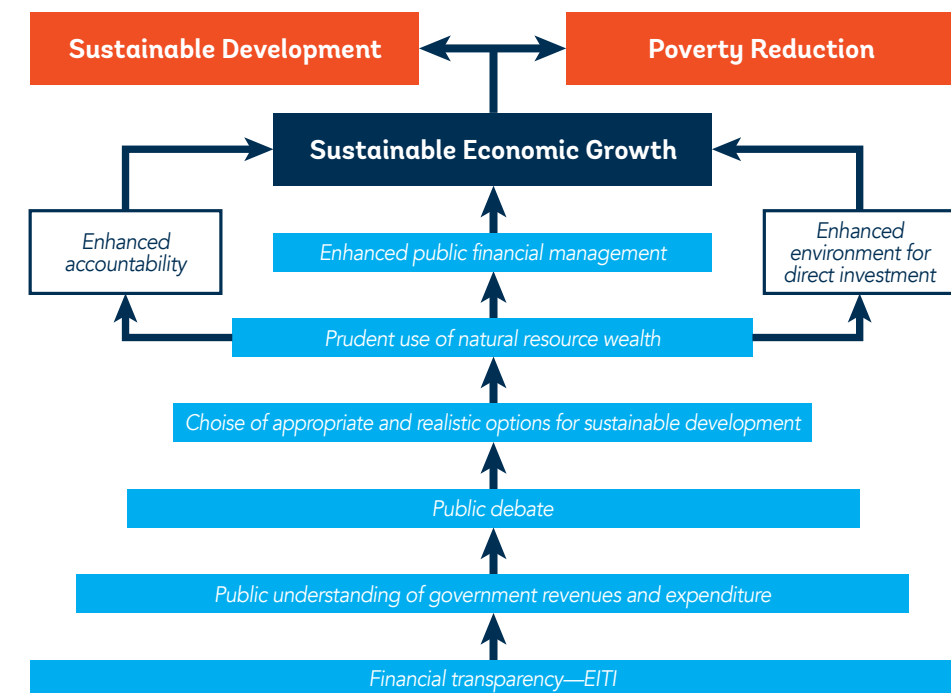 Sustainable Development
Poverty Reduction
Sustainable Economic Growth
Enhanced
accountability
Enhanced public financial management
Enhanced
environment for
direct investment
Prudent use of natural resource wealth
Choise of appropriate and realistic options for sustainable development
Public debate
Public understanding of government revenues and expenditure
Financial transparency—EITI